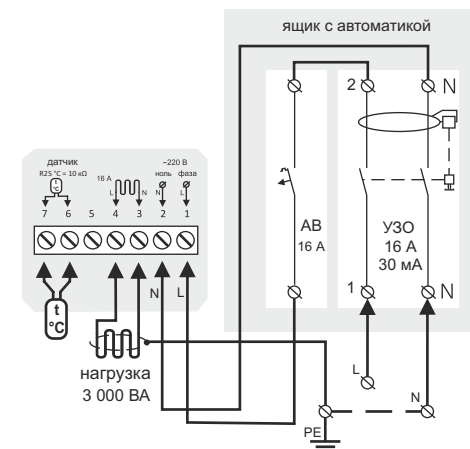 ящик с автоматикой
2 N
датчик
R25 °C = 10 кΩ
t
°C
16 А
L N
~220 В
ноль фаза
N L
7 6 5 4 3 2 1
АВ
16 А
УЗО
16 А
30 мА
1 N
N L
t
°C
нагрузка
3 000 ВА
L
N
PE